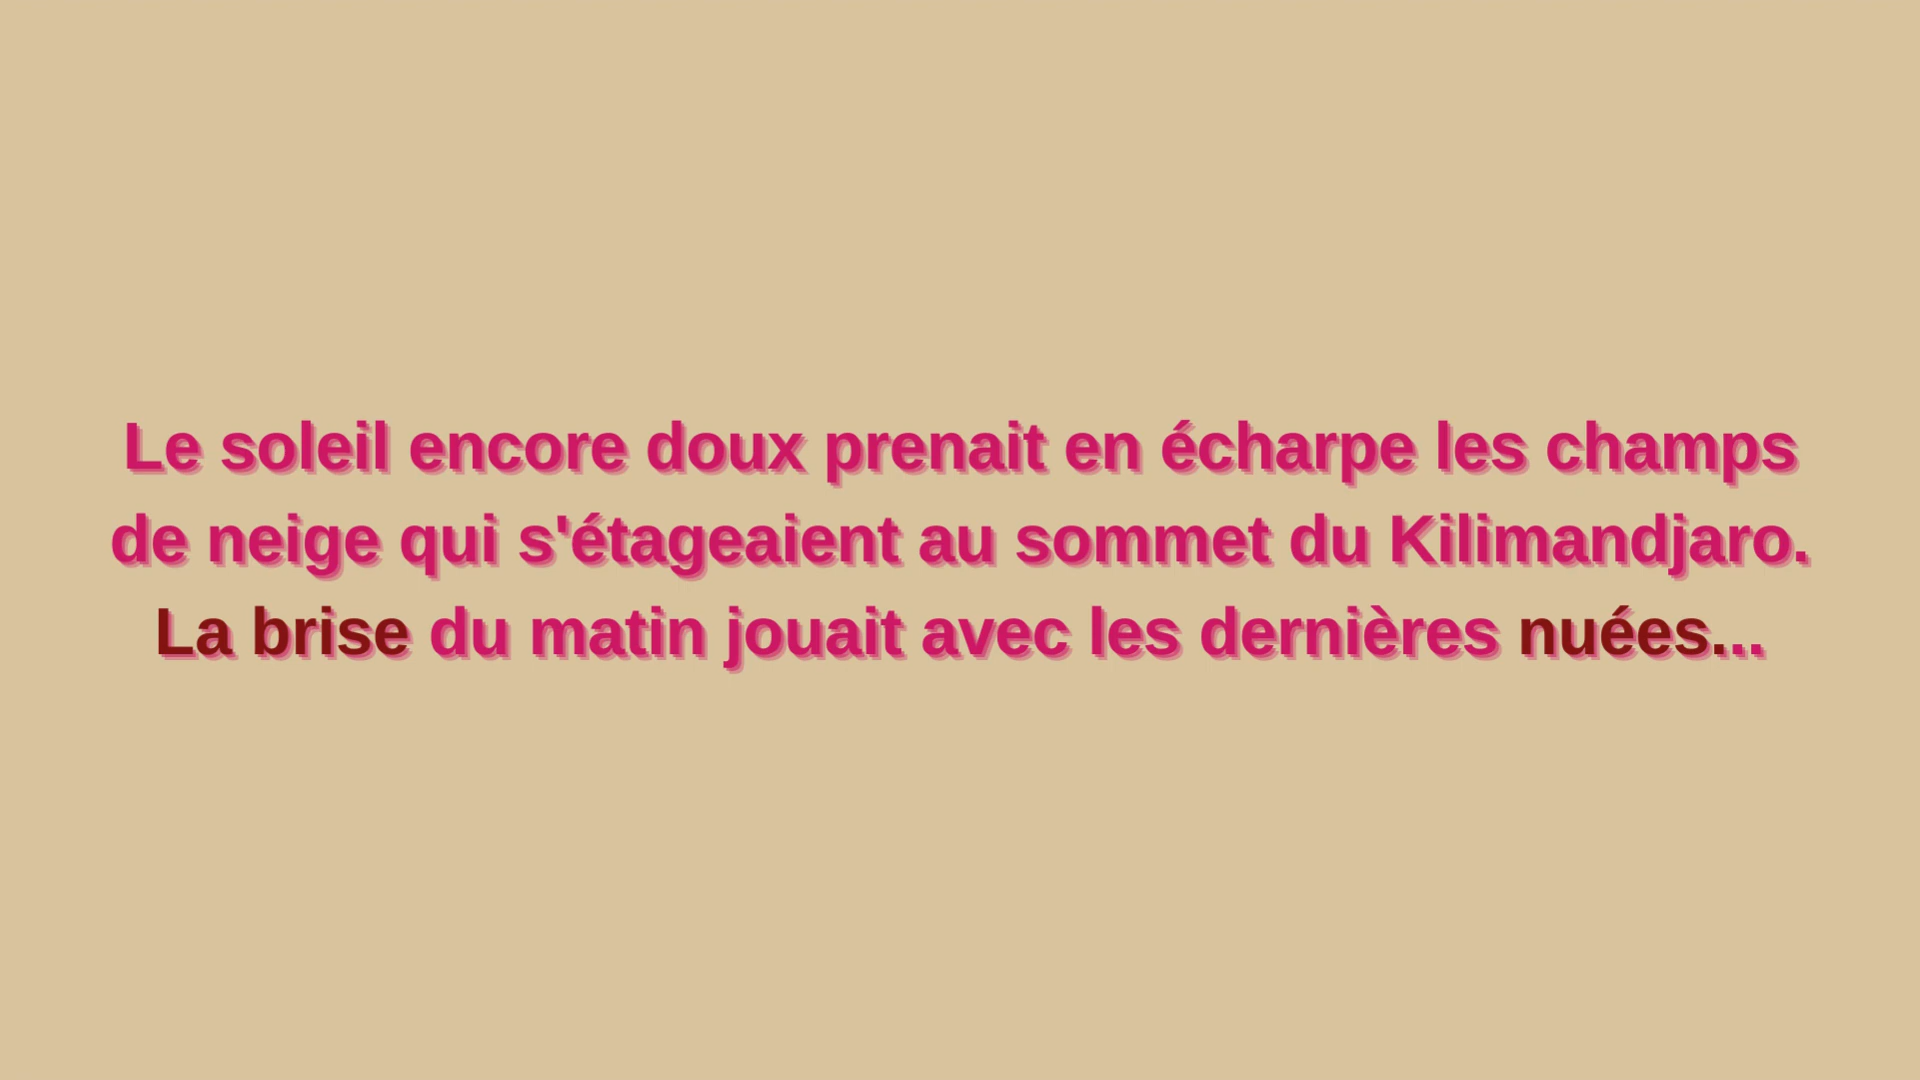 Le soleil encore doux prenait en écharpe les champs
de neige qui s'étageaient au sommet du Kilimandjaro.
La brise du matin jouait avec les dernières nuées...